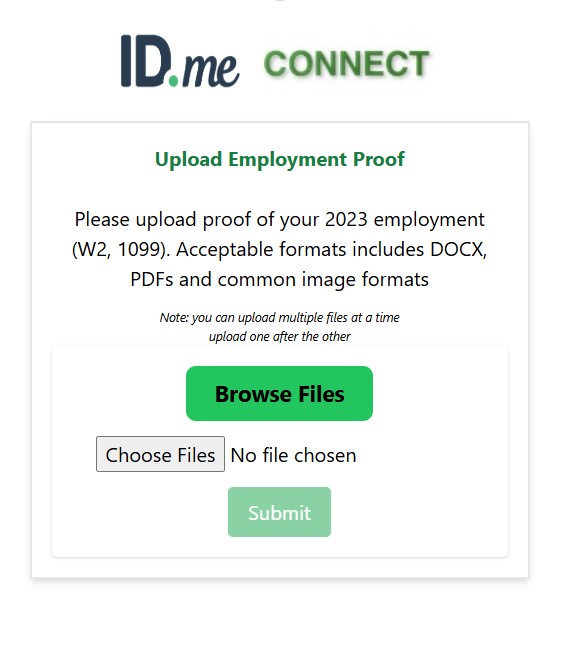 ID.me CONNECT
Upload Employment Proof
Please upload proof of your 2023 employment
(W2, 1099). Acceptable formats includes DOCX,
PDFs and common image formats
Note: you can upload multiple files at a time
upload one after the other
Browse Files
Choose Files No file chosen
Submit